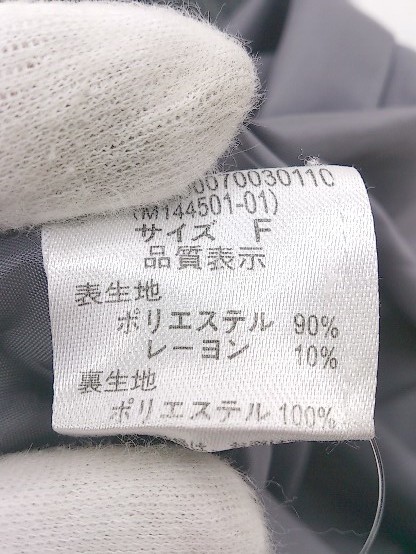 0070030110
(M144501-01)
サイズ F
品質表示
表生地
ポリエステル 90%
レーヨン 10%
裏生地
ポリエステル 100%